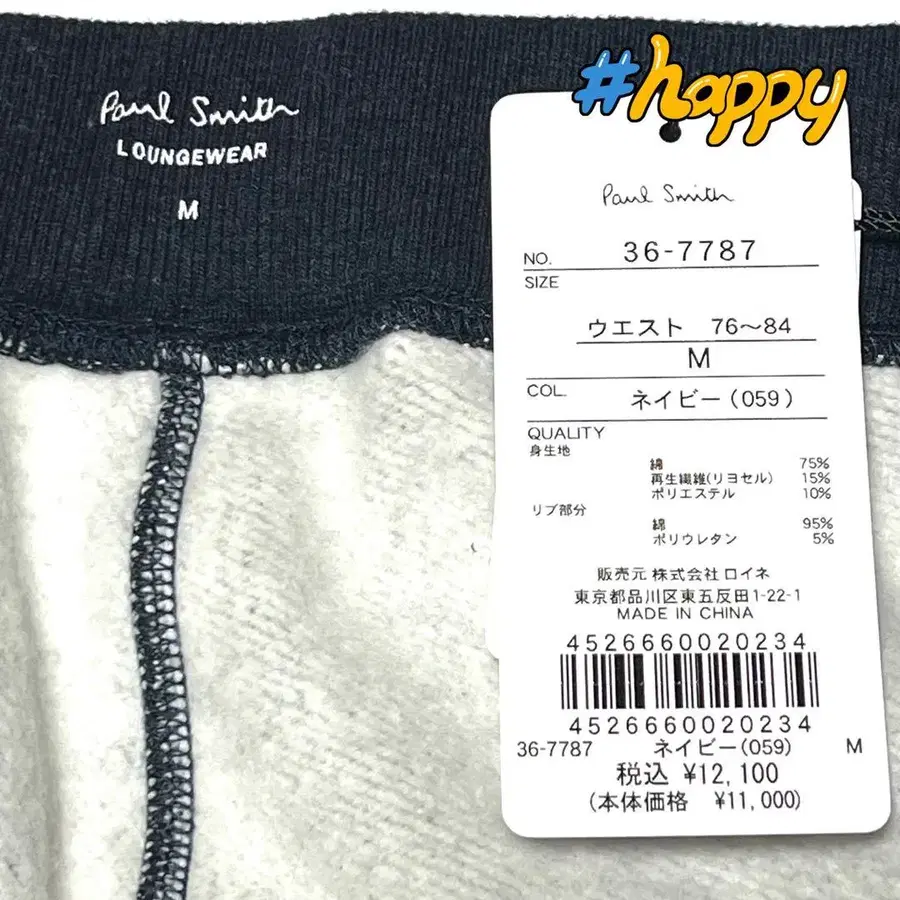 #happy
Paul Smith
LOUNGEWEAR
M
Paul Smith
NO. 36-7787
SIZE
ウエスト 76～84
M
COL. ネイビー(059)
QUALITY
身生地
綿 75%
再生繊維(リヨセル) 15%
ポリエステル 10%
リブ部分
綿 95%
ポリウレタン 5%
販売元 株式会社 ロイネ
東京都品川区東五反田1-22-1
MADE IN CHINA
4526660020234
4526660020234
36-7787 ネイビー(059) M
税込 ¥12,100
(本体価格 ¥11,000)